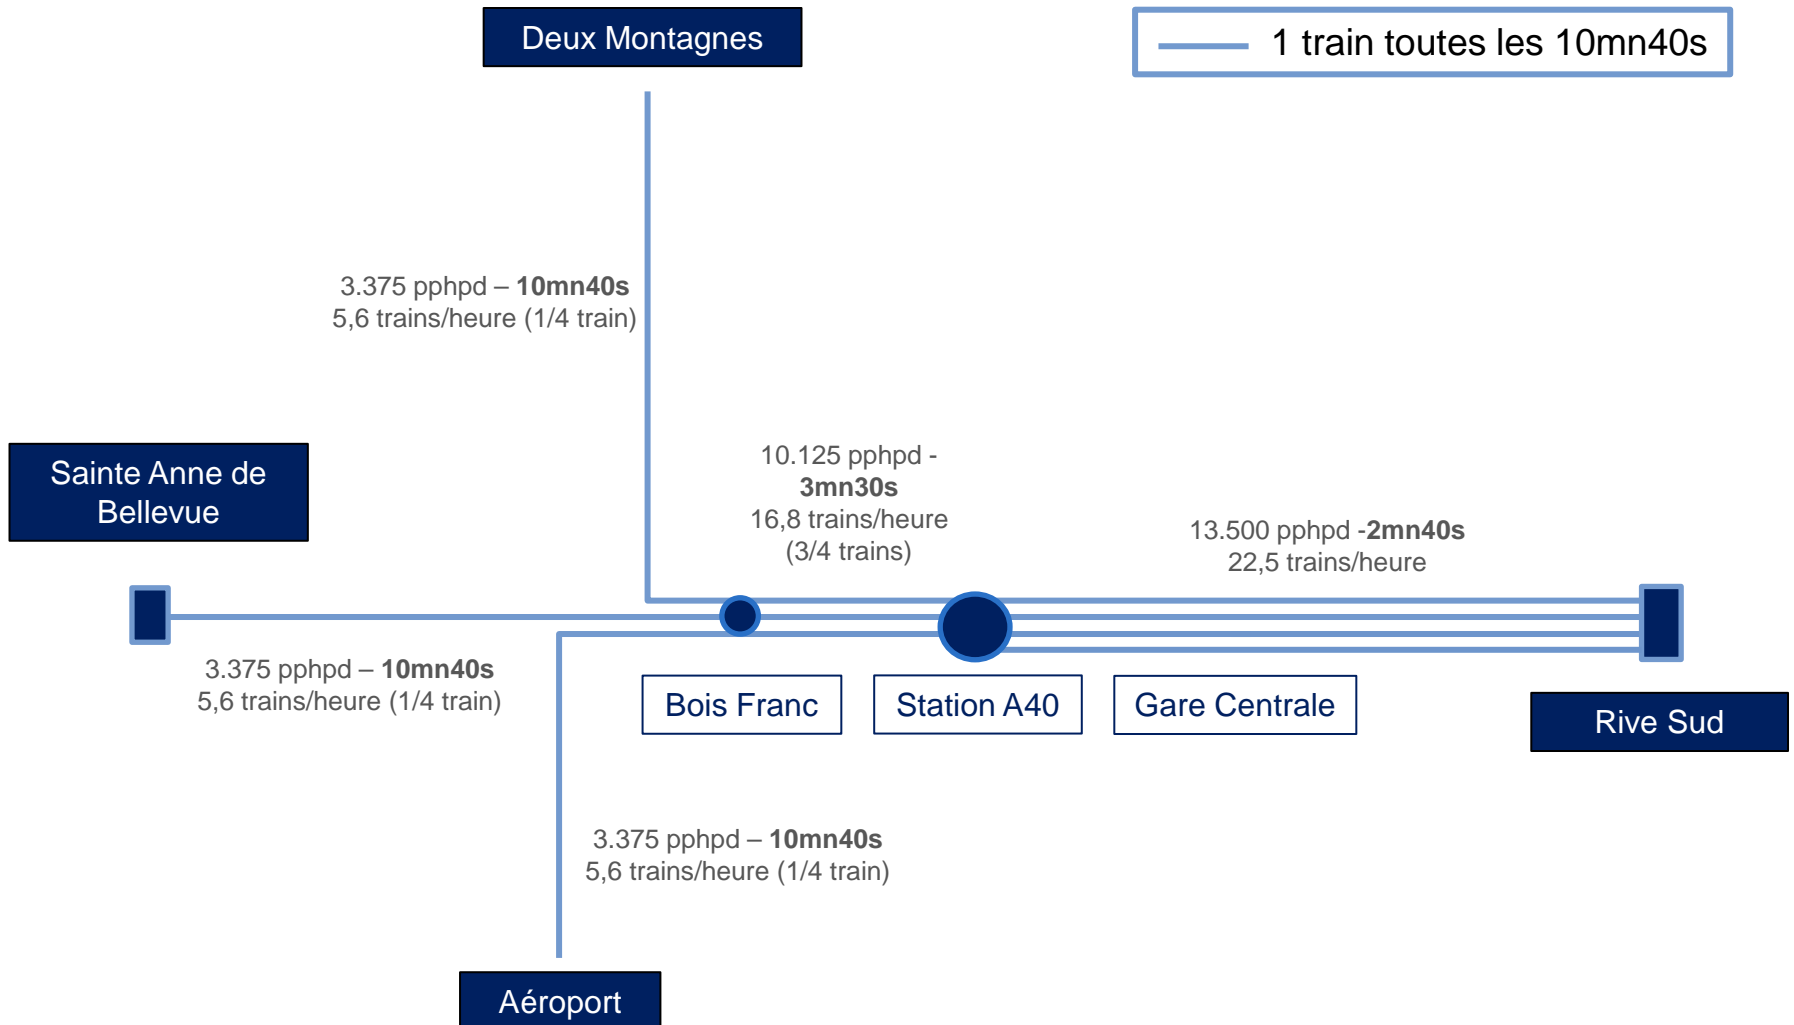 Deux Montagnes
1 train toutes les 10mn40s
3.375 pphpd – 10mn40s
5,6 trains/heure (1/4 train)
Sainte Anne de
Bellevue
10.125 pphpd -
3mn30s
16,8 trains/heure
(3/4 trains)
13.500 pphpd -2mn40s
22,5 trains/heure
3.375 pphpd – 10mn40s
5,6 trains/heure (1/4 train)
Bois Franc
Station A40
Gare Centrale
Rive Sud
3.375 pphpd – 10mn40s
5,6 trains/heure (1/4 train)
Aéroport